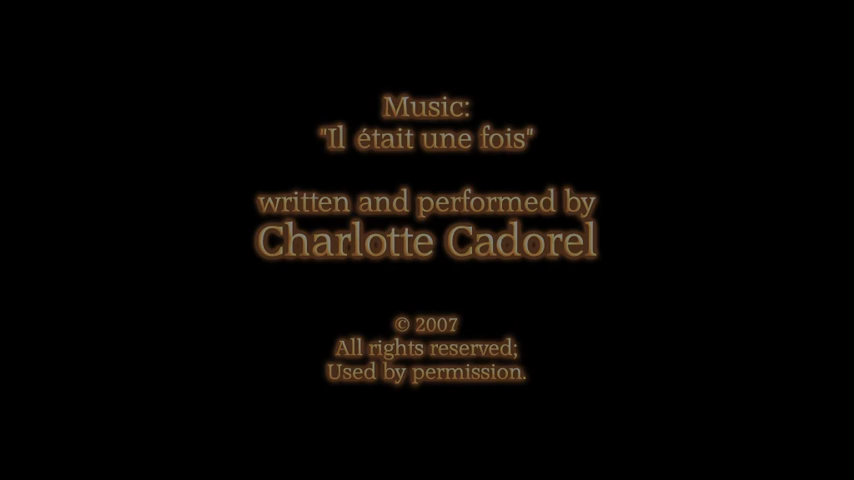 Music:
"Il était une fois"
written and performed by
Charlotte Cadorel
© 2007
All rights reserved;
Used by permission.